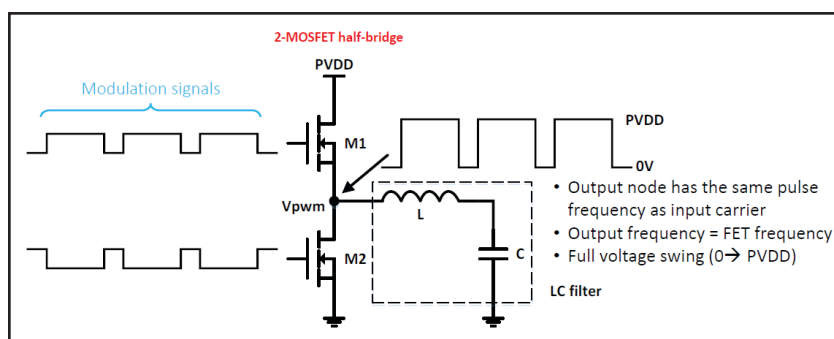 2-MOSFET half-bridge
PVDD
Modulation signals
M1
PVDD
0V
Vpwm
L
C
M2
LC filter
• Output node has the same pulse
frequency as input carrier
• Output frequency = FET frequency
• Full voltage swing (0→ PVDD)